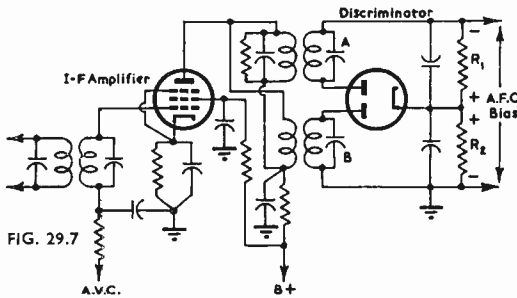 Discriminator
I-F Amplifier
A
−
R₁
+
A.F.C.
Bias
+
R₂
−
B
FIG. 29.7
A.V.C.
B+